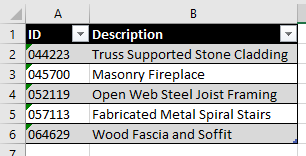 A B
1 ID Description
2 044223 Truss Supported Stone Cladding
3 045700 Masonry Fireplace
4 052119 Open Web Steel Joist Framing
5 057113 Fabricated Metal Spiral Stairs
6 064629 Wood Fascia and Soffit
7